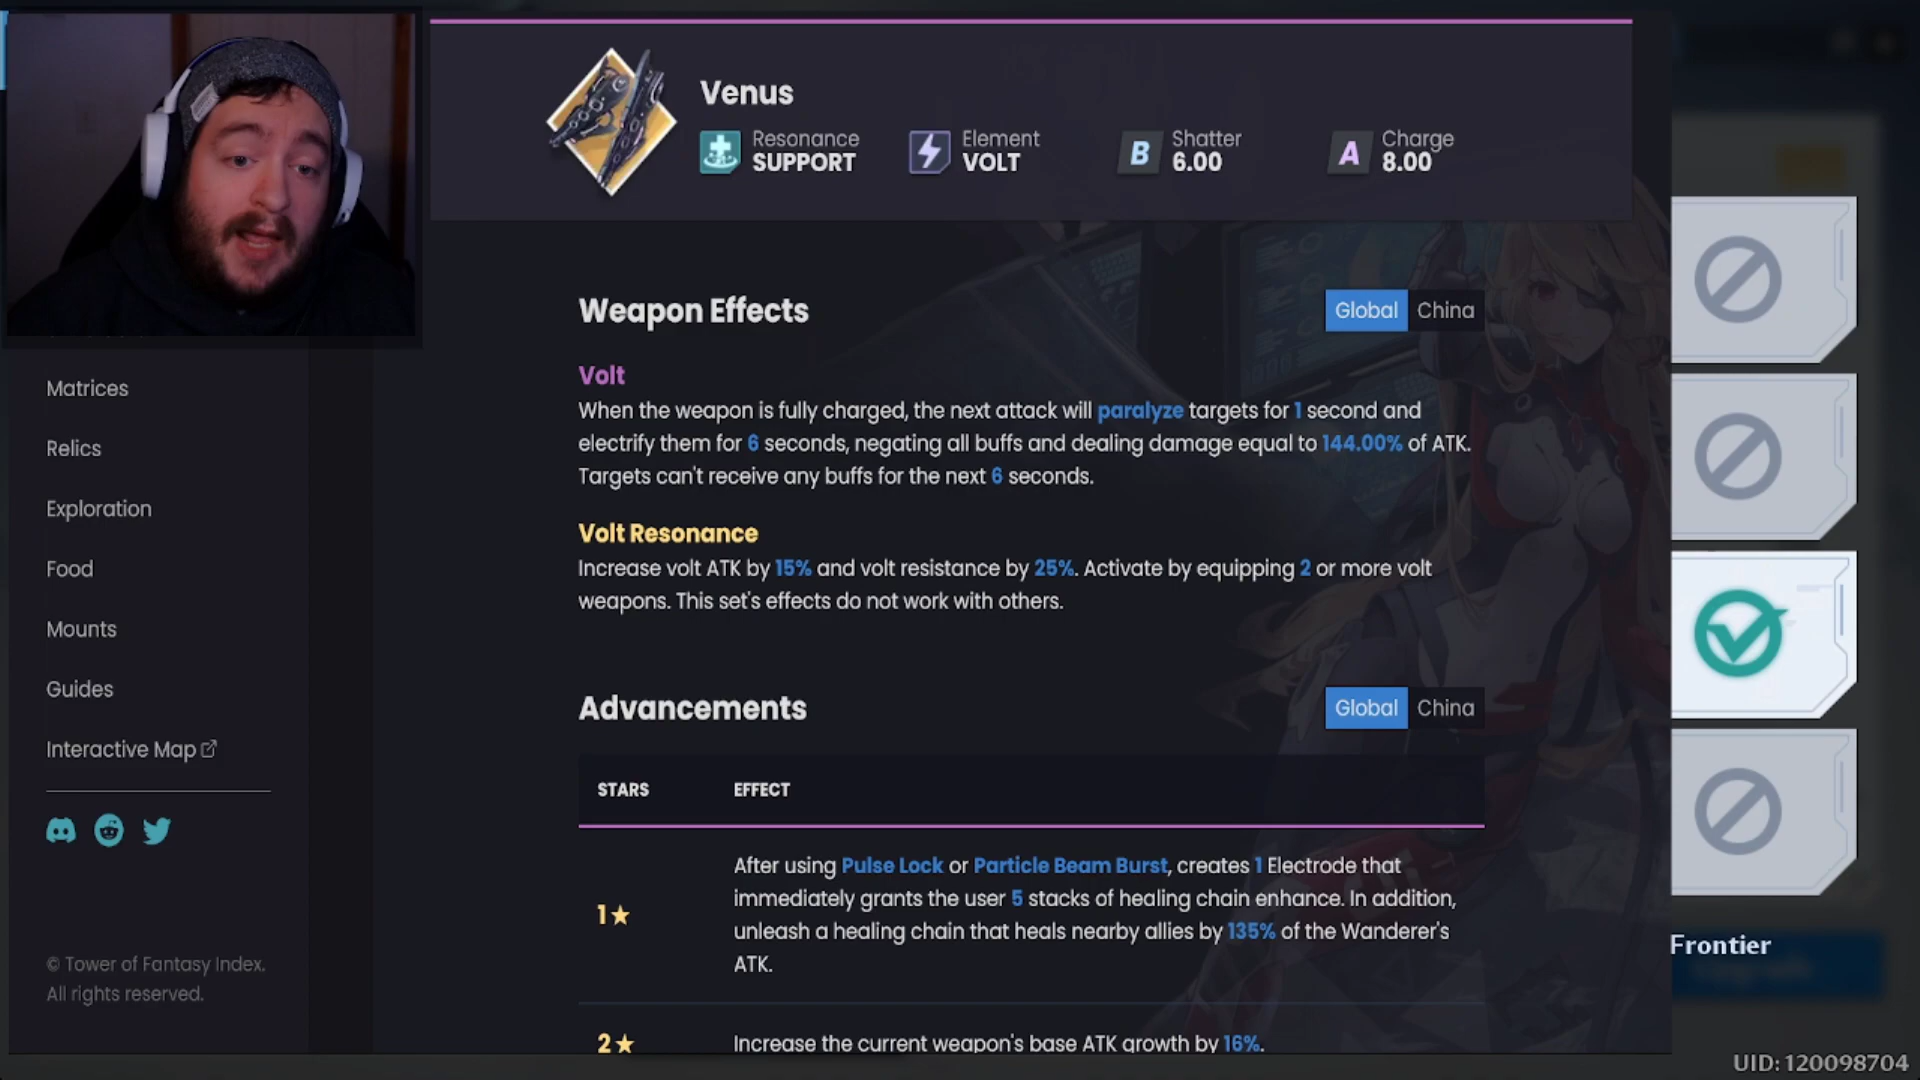 Venus
Resonance
SUPPORT
Element
VOLT
B
Shatter
6.00
A
Charge
8.00
Weapon Effects
Global China
Volt
When the weapon is fully charged, the next attack will paralyze targets for 1 second and
electrify them for 6 seconds, negating all buffs and dealing damage equal to 144.00% of ATK.
Targets can't receive any buffs for the next 6 seconds.
Volt Resonance
Increase volt ATK by 15% and volt resistance by 25%. Activate by equipping 2 or more volt
weapons. This set's effects do not work with others.
Advancements
Global China
STARS EFFECT
1★
After using Pulse Lock or Particle Beam Burst, creates 1 Electrode that
immediately grants the user 5 stacks of healing chain enhance. In addition,
unleash a healing chain that heals nearby allies by 135% of the Wanderer's
ATK.
2★ Increase the current weapon's base ATK growth by 16%.
Matrices
Relics
Exploration
Food
Mounts
Guides
Interactive Map
© Tower of Fantasy Index.
All rights reserved.
Frontier
UID: 120098704